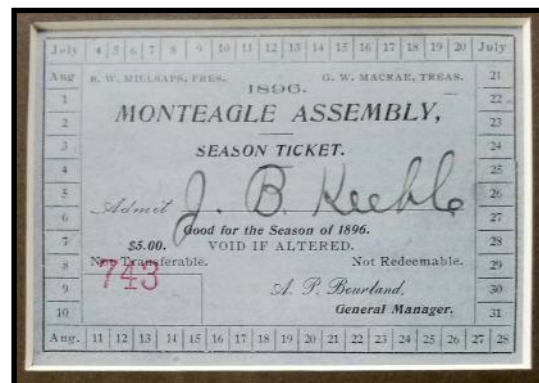 July 4 5 6 7 8 9 10 11 12 13 14 15 16 17 18 19 20 July
Aug R. W. MILLSAPS, PRES. G. W. MACRAE, TREAS. 21
1896.
1 22
MONTEAGLE ASSEMBLY,
2 23
3 SEASON TICKET. 24
4 25
5 Admit J. B. Keeble 26
6 Good for the Season of 1896. 27
7 $5.00. VOID IF ALTERED. 28
8 Not Transferable. Not Redeemable. 29
743
9 A. P. Bourland, 30
10 General Manager. 31
Aug. 11 12 13 14 15 16 17 18 19 20 21 22 23 24 25 26 27 28